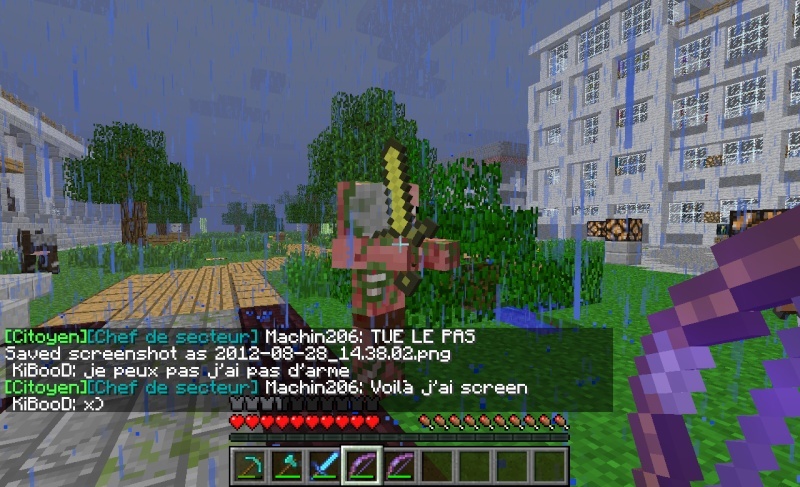 [Citoyen][Chef de secteur] Machin206: TUE LE PAS
Saved screenshot as 2012-08-28_14.38.02.png
KiBooD: je peux pas j'ai pas d'arme
[Citoyen][Chef de secteur] Machin206: Voilà j'ai screen
KiBooD: x)